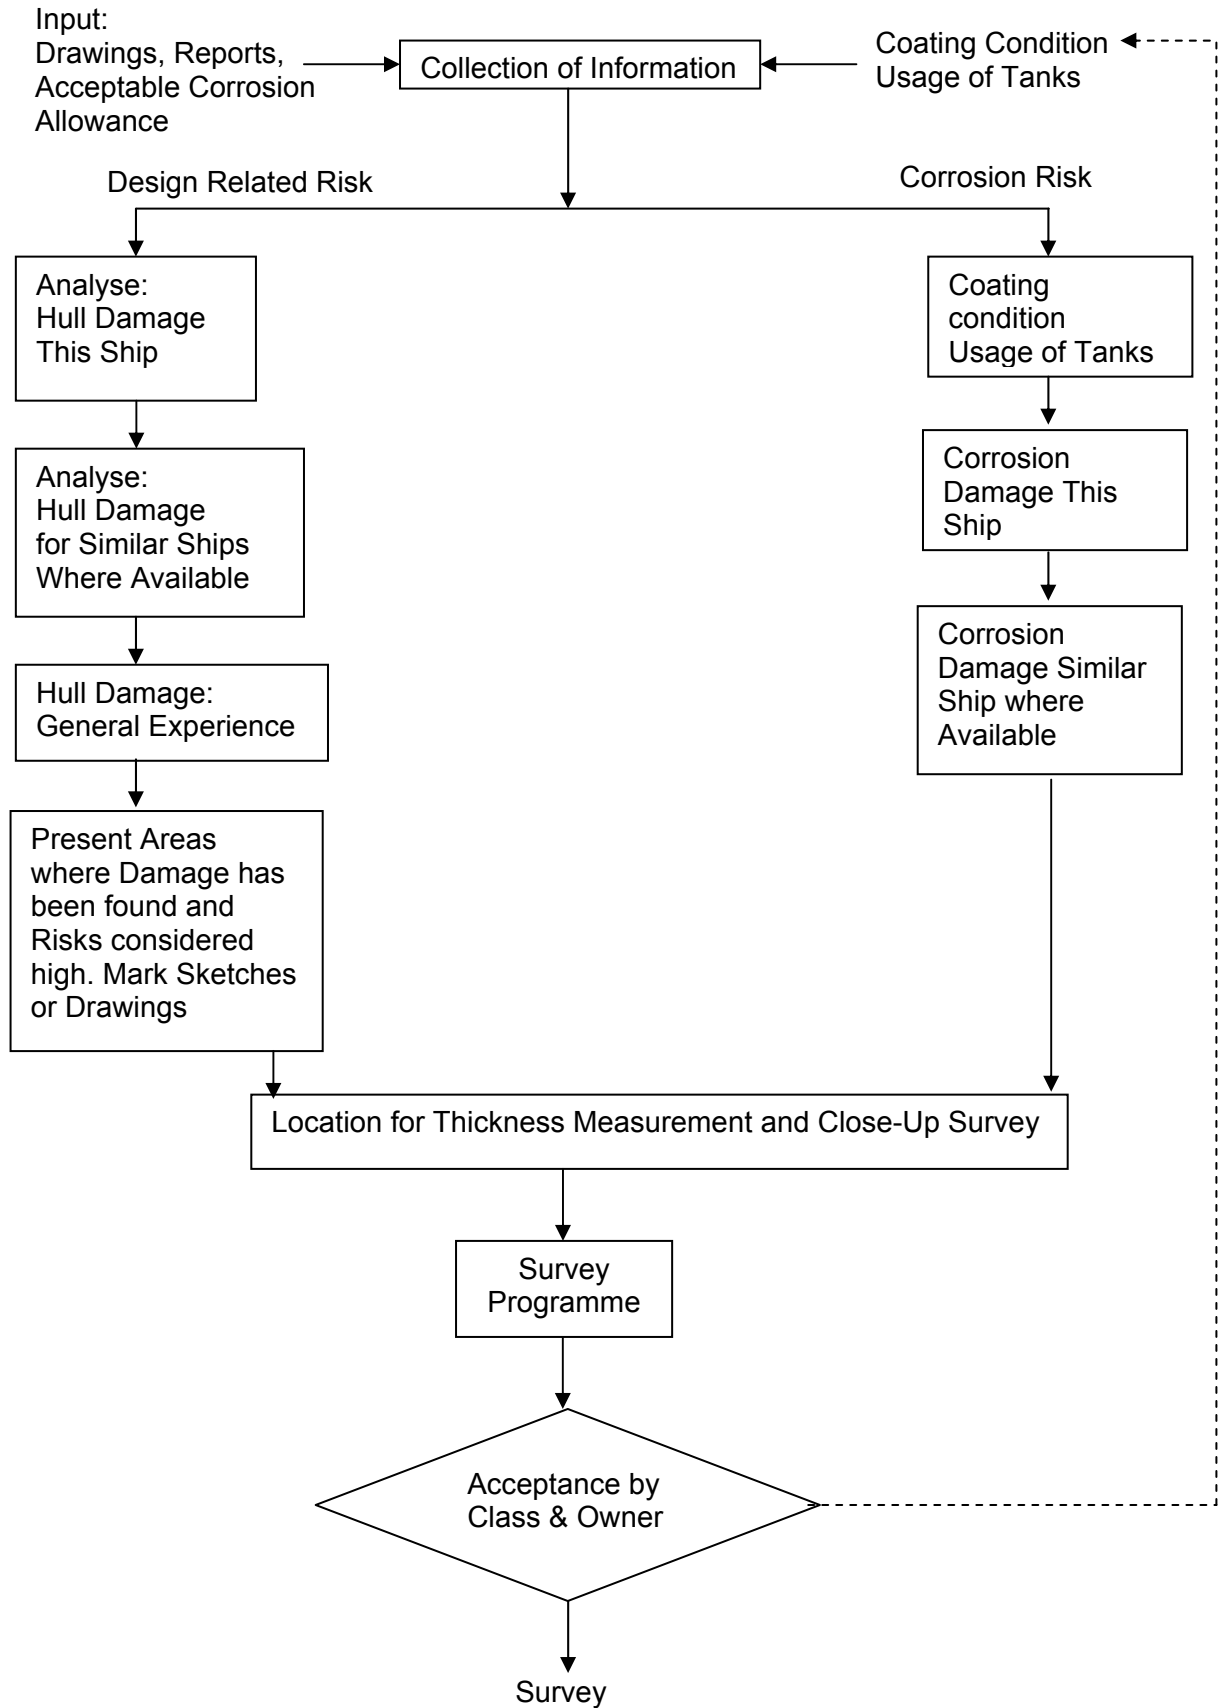 Input:
Drawings, Reports,
Acceptable Corrosion
Allowance
Collection of Information
Coating Condition
Usage of Tanks
Design Related Risk
Corrosion Risk
Analyse:
Hull Damage
This Ship
Coating
condition
Usage of Tanks
Analyse:
Hull Damage
for Similar Ships
Where Available
Corrosion
Damage This
Ship
Hull Damage:
General Experience
Corrosion
Damage Similar
Ship where
Available
Present Areas
where Damage has
been found and
Risks considered
high. Mark Sketches
or Drawings
Location for Thickness Measurement and Close-Up Survey
Survey
Programme
Acceptance by
Class & Owner
Survey